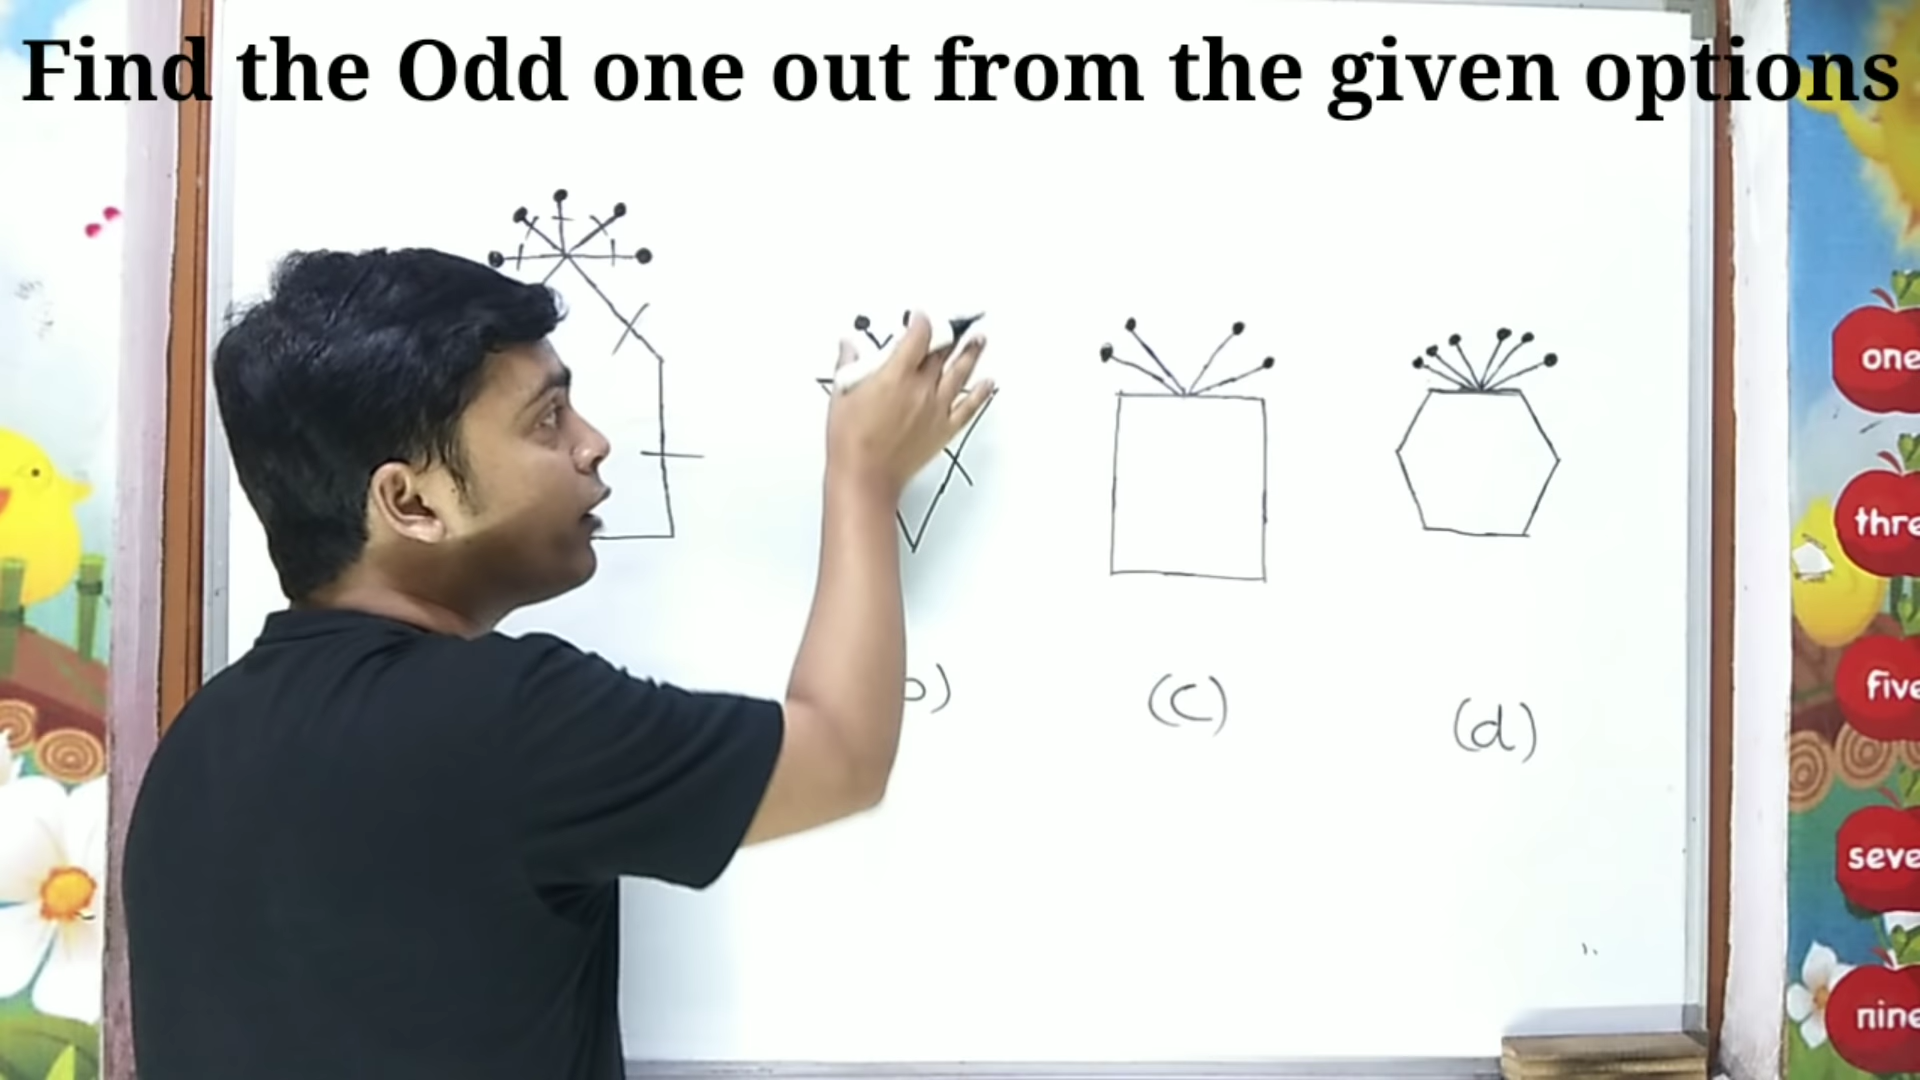 Find the Odd one out from the given options
(C)
(d)
one
thre
five
seve
nine